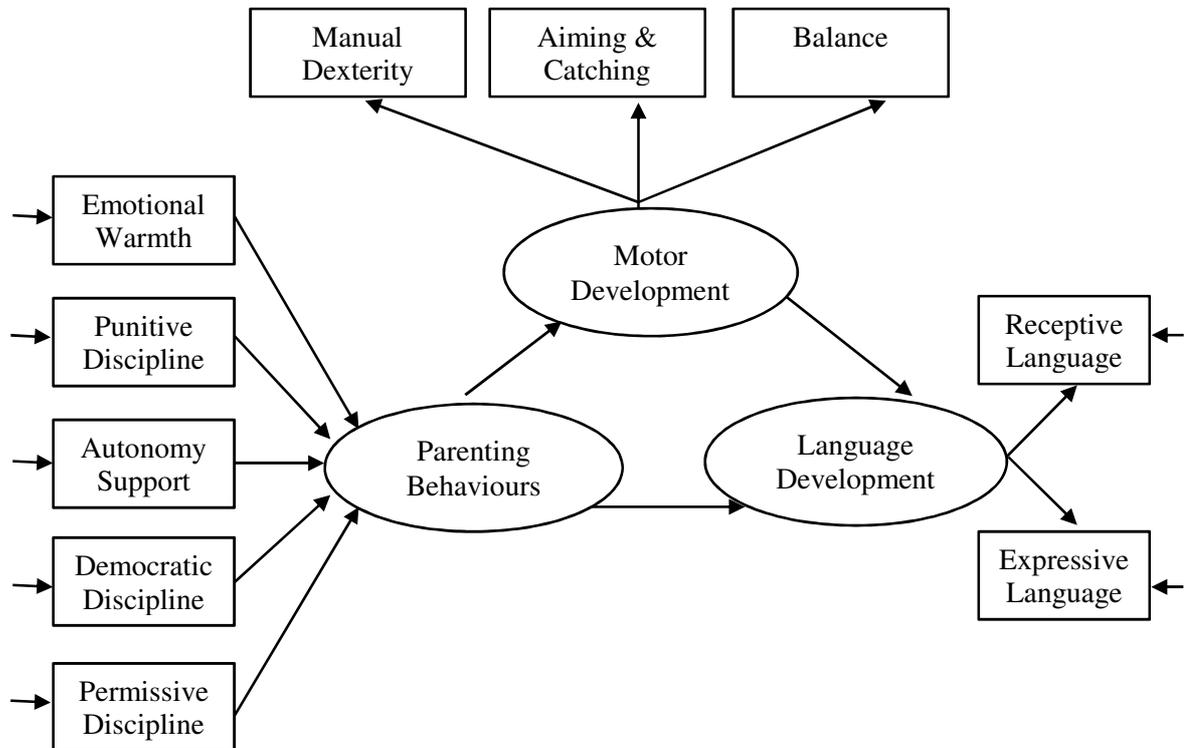 Manual
Dexterity
Aiming &
Catching
Balance
Emotional
Warmth
Punitive
Discipline
Autonomy
Support
Democratic
Discipline
Permissive
Discipline
Motor
Development
Parenting
Behaviours
Language
Development
Receptive
Language
Expressive
Language